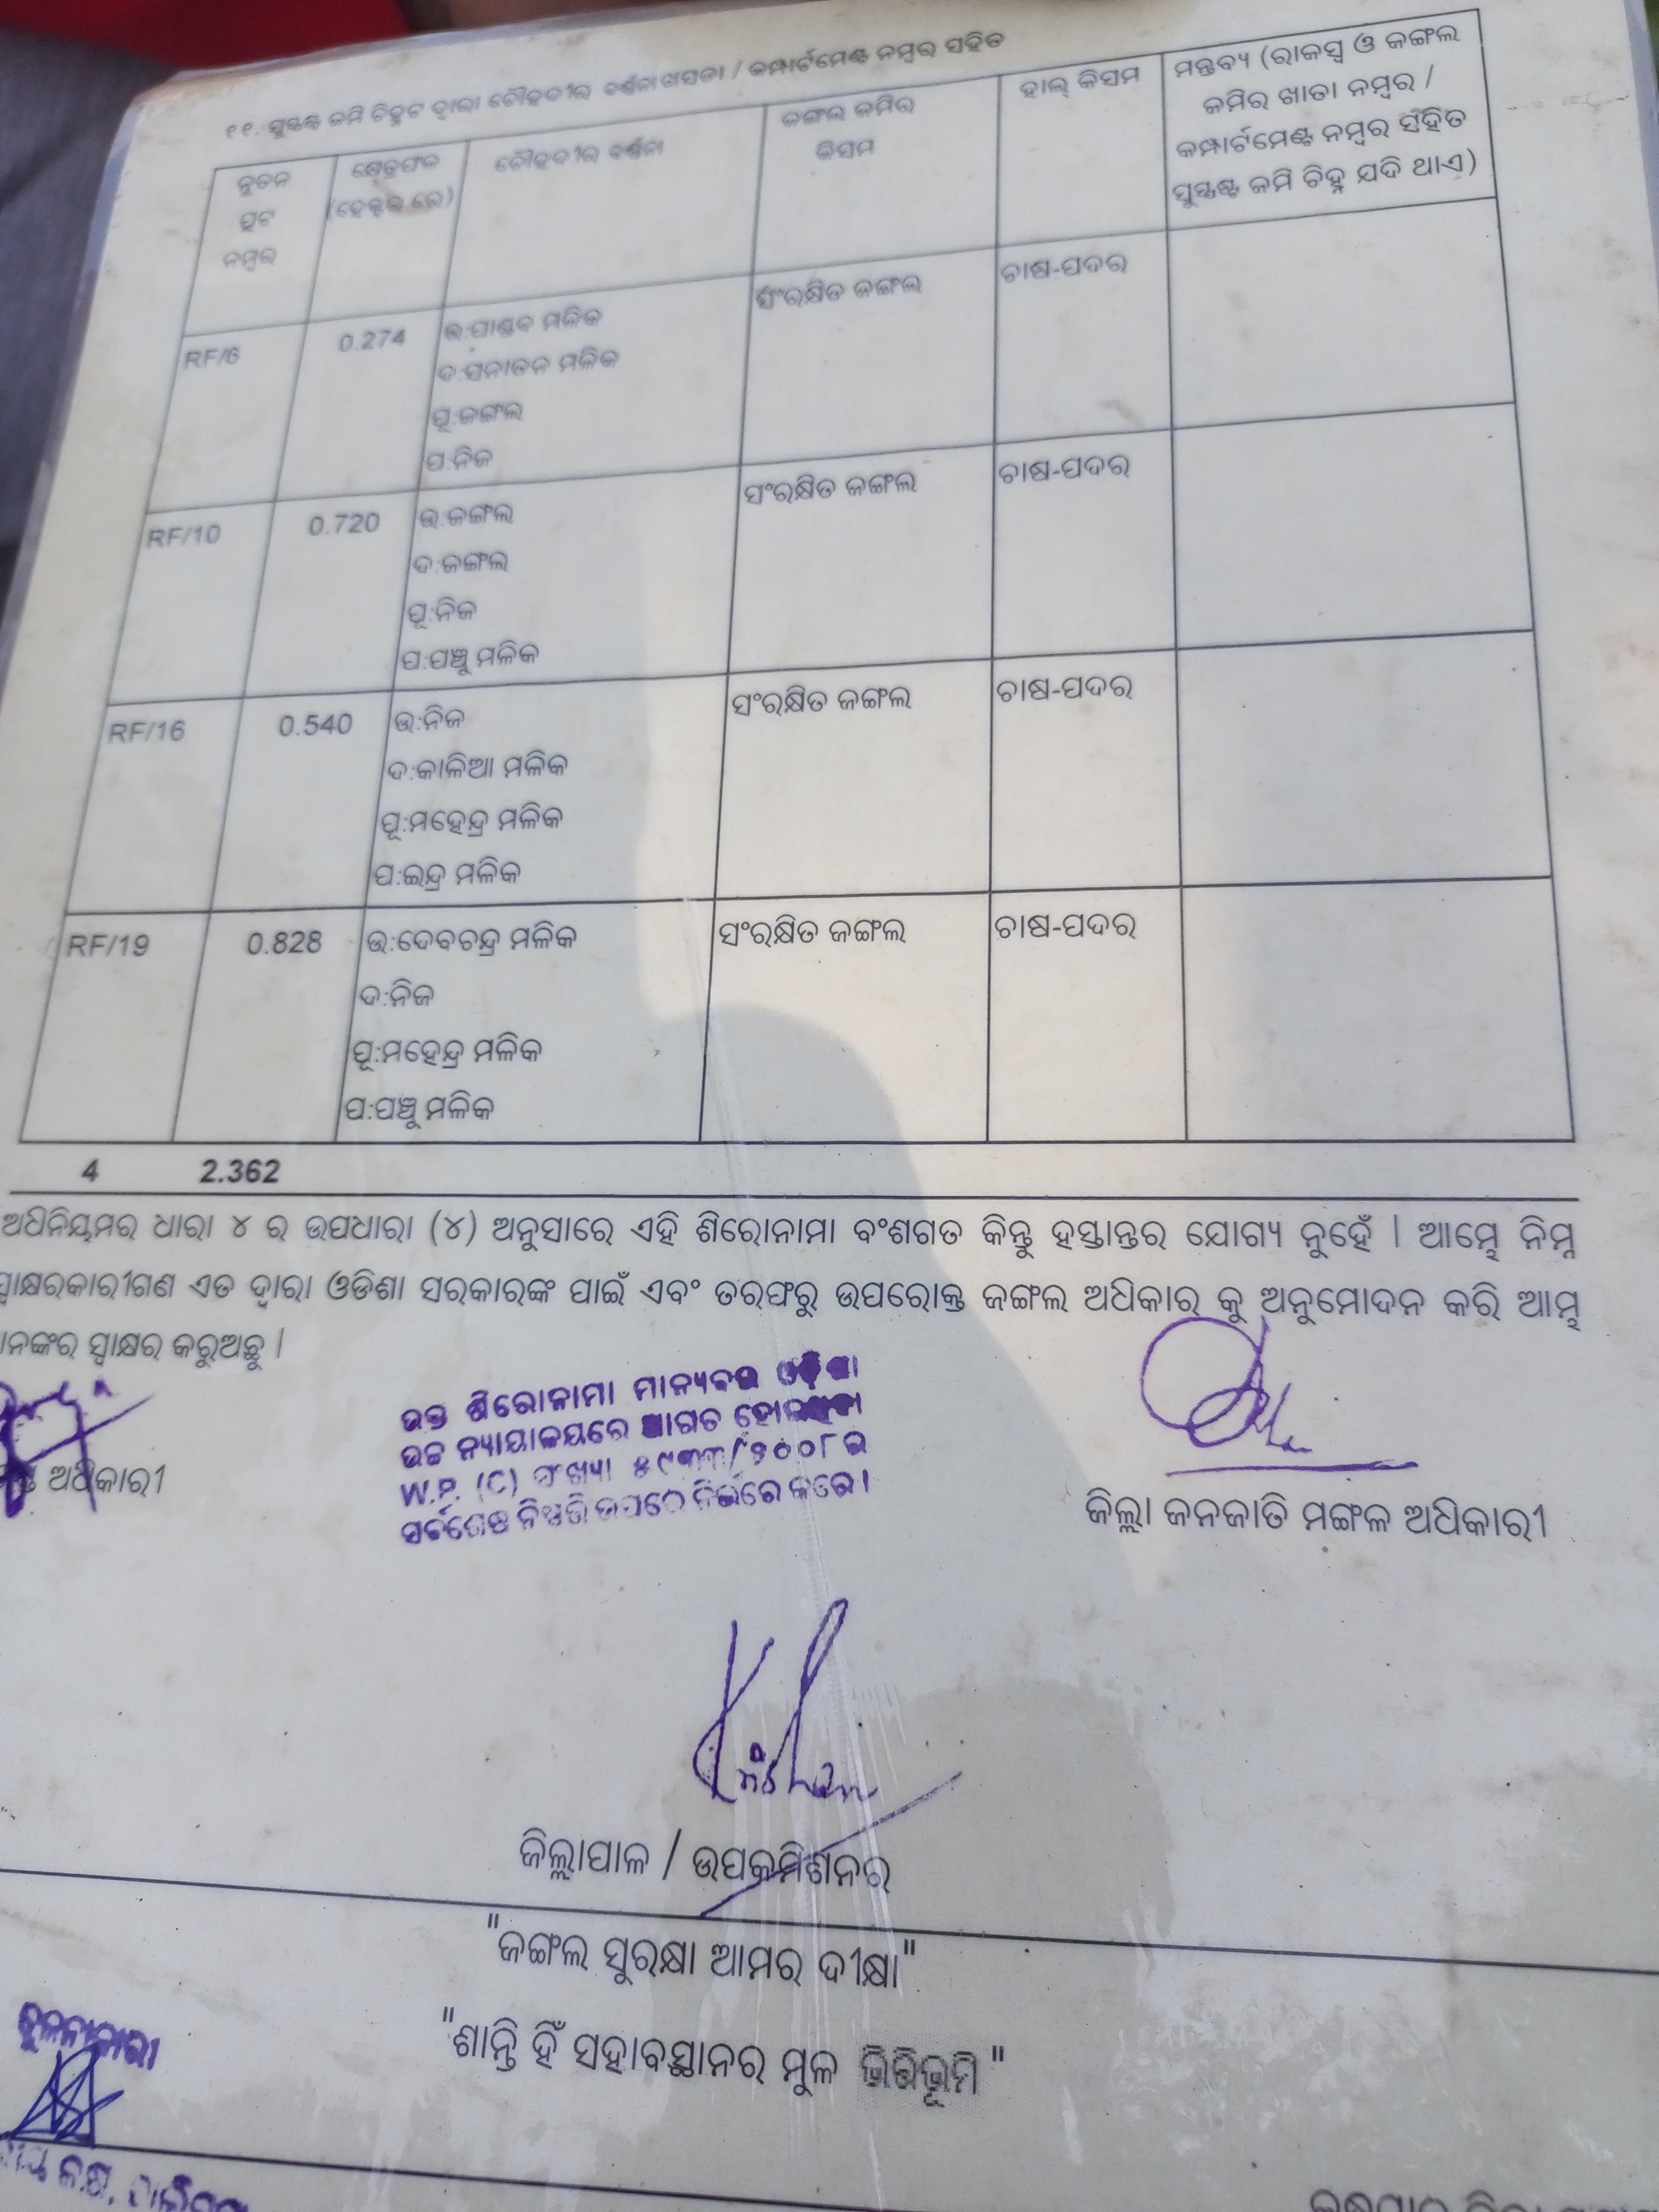 ୧୧. ସୁସ୍ପଷ୍ଟ ଜମି ଚିହ୍ନଟ ଦ୍ୱାରା ଚୌହଦୀର ବର୍ଣ୍ଣନା ଖସଡା / କମ୍ପାର୍ଟମେଣ୍ଟ ନମ୍ବର ସହିତ
ନୁତନ ପ୍ଲଟ ନମ୍ବର
କ୍ଷେତ୍ରଫଳ (ହେକ୍ଟର ରେ)
ଚୌହଦୀର ବର୍ଣ୍ଣନା
ଜଙ୍ଗଲ ଜମିର କିସମ
ହାଲ୍ କିସମ
ମନ୍ତବ୍ୟ (ରାଜସ୍ୱ ଓ ଜଙ୍ଗଲ
ଜମିର ଖାତା ନମ୍ବର /
କମ୍ପାର୍ଟମେଣ୍ଟ ନମ୍ବର ସହିତ
ସୁସ୍ପଷ୍ଟ ଜମି ଚିହ୍ନ ଯଦି ଥାଏ)
RF/6 0.274 ଉ:ପାଣ୍ଡବ ମଳିକ ସଂରକ୍ଷିତ ଜଙ୍ଗଲ ଚାଷ-ପଦର
ଦ:ସନାତନ ମଳିକ
ପୂ:ଜଙ୍ଗଲ
ପ:ନିଜ
RF/10 0.720 ଉ:ଜଙ୍ଗଲ ସଂରକ୍ଷିତ ଜଙ୍ଗଲ ଚାଷ-ପଦର
ଦ:ଜଙ୍ଗଲ
ପୂ:ନିଜ
ପ:ପଞ୍ଚୁ ମଳିକ
RF/16 0.540 ଉ:ନିଜ ସଂରକ୍ଷିତ ଜଙ୍ଗଲ ଚାଷ-ପଦର
ଦ:କାଳିଆ ମଳିକ
ପୂ:ମହେନ୍ଦ୍ର ମଳିକ
ପ:ଇନ୍ଦ୍ର ମଳିକ
RF/19 0.828 ଉ:ଦେବଚନ୍ଦ୍ର ମଳିକ ସଂରକ୍ଷିତ ଜଙ୍ଗଲ ଚାଷ-ପଦର
ଦ:ନିଜ
ପୂ:ମହେନ୍ଦ୍ର ମଳିକ
ପ:ପଞ୍ଚୁ ମଳିକ
4 2.362
ଅଧିନିୟମର ଧାରା ୪ ର ଉପଧାରା (୪) ଅନୁସାରେ ଏହି ଶିରୋନାମା ବଂଶଗତ କିନ୍ତୁ ହସ୍ତାନ୍ତର ଯୋଗ୍ୟ ନୁହେଁ | ଆମ୍ଭେ ନିମ୍ନ
ସ୍ୱାକ୍ଷରକାରୀଗଣ ଏତ ଦ୍ୱାରା ଓଡିଶା ସରକାରଙ୍କ ପାଇଁ ଏବଂ ତରଫରୁ ଉପରୋକ୍ତ ଜଙ୍ଗଲ ଅଧିକାର୍ କୁ ଅନୁମୋଦନ କରି ଆମ୍ଭ
ସ୍ୱାକ୍ଷର କରୁଅଛୁ |
ଉକ୍ତ ଶିରୋନାମା ମାନ୍ୟବର ଓଡ଼ିଶା
ଉଚ୍ଚ ନ୍ୟାୟାଳୟରେ ଆଗତ
W.P. (C) ସଂଖ୍ୟା
ସର୍ବଶେଷ ନିଷ୍ପତ୍ତି ଉପରେ ନିର୍ଭରେ କରେ।
ଅଧିକାରୀ
ଜିଲ୍ଲା ଜନଜାତି ମଙ୍ଗଳ ଅଧିକାରୀ
ଜିଲ୍ଲାପାଳ / ଉପକମିଶନର
"ଜଙ୍ଗଲ ସୁରକ୍ଷା ଆମର ଦୀକ୍ଷା"
"ଶାନ୍ତି ହିଁ ସହାବସ୍ଥାନର ମୁଳ ଭିତ୍ତିଭୂମି"
ତୁଳନାକାରୀ